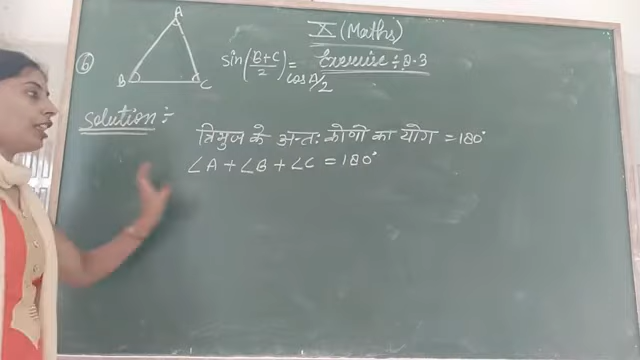 X (Maths)
Exercise :- 8.3
A
B
C
(6)
sin(B+C/2) = cos A/2
Solution :-
त्रिभुज के अन्तः कोणों का योग = 180°
∠A + ∠B + ∠C = 180°